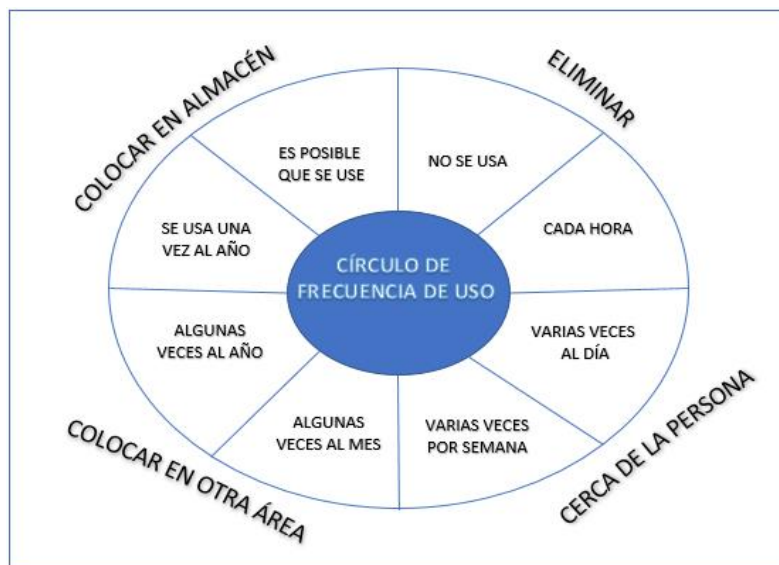 COLOCAR EN ALMACÉN
ELIMINAR
ES POSIBLE
QUE SE USE
NO SE USA
SE USA UNA
VEZ AL AÑO
CADA HORA
CÍRCULO DE
FRECUENCIA DE USO
ALGUNAS
VECES AL AÑO
VARIAS VECES
AL DÍA
ALGUNAS
VECES AL MES
VARIAS VECES
POR SEMANA
COLOCAR EN OTRA ÁREA
CERCA DE LA PERSONA